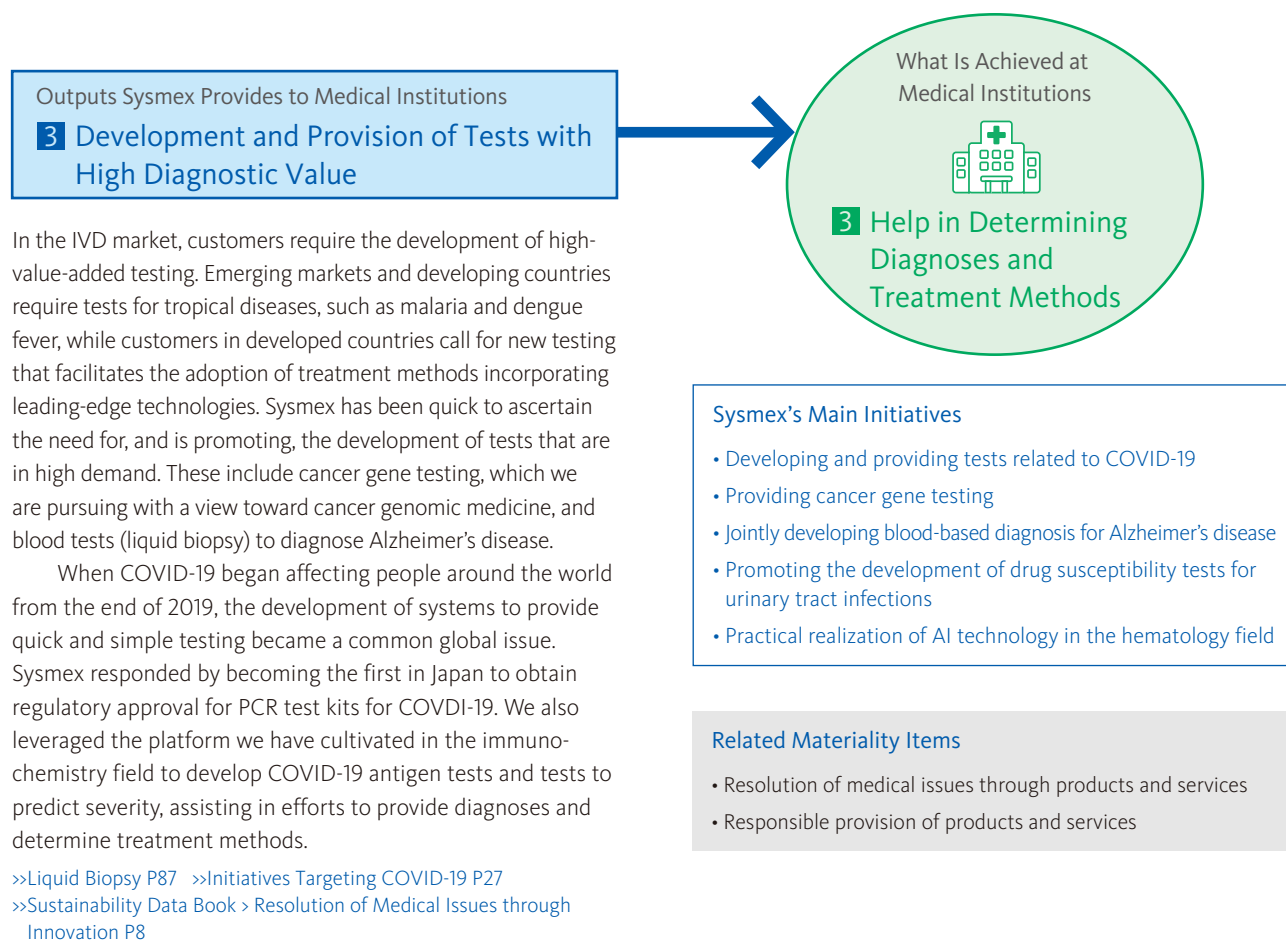 Outputs Sysmex Provides to Medical Institutions
3 Development and Provision of Tests with
High Diagnostic Value
What Is Achieved at
Medical Institutions
3 Help in Determining
Diagnoses and
Treatment Methods
In the IVD market, customers require the development of high-
value-added testing. Emerging markets and developing countries
require tests for tropical diseases, such as malaria and dengue
fever, while customers in developed countries call for new testing
that facilitates the adoption of treatment methods incorporating
leading-edge technologies. Sysmex has been quick to ascertain
the need for, and is promoting, the development of tests that are
in high demand. These include cancer gene testing, which we
are pursuing with a view toward cancer genomic medicine, and
blood tests (liquid biopsy) to diagnose Alzheimer's disease.
When COVID-19 began affecting people around the world
from the end of 2019, the development of systems to provide
quick and simple testing became a common global issue.
Sysmex responded by becoming the first in Japan to obtain
regulatory approval for PCR test kits for COVDI-19. We also
leveraged the platform we have cultivated in the immuno-
chemistry field to develop COVID-19 antigen tests and tests to
predict severity, assisting in efforts to provide diagnoses and
determine treatment methods.
>>Liquid Biopsy P87 >>Initiatives Targeting COVID-19 P27
>>Sustainability Data Book > Resolution of Medical Issues through
Innovation P8
Sysmex's Main Initiatives
• Developing and providing tests related to COVID-19
• Providing cancer gene testing
• Jointly developing blood-based diagnosis for Alzheimer's disease
• Promoting the development of drug susceptibility tests for
urinary tract infections
• Practical realization of AI technology in the hematology field
Related Materiality Items
• Resolution of medical issues through products and services
• Responsible provision of products and services